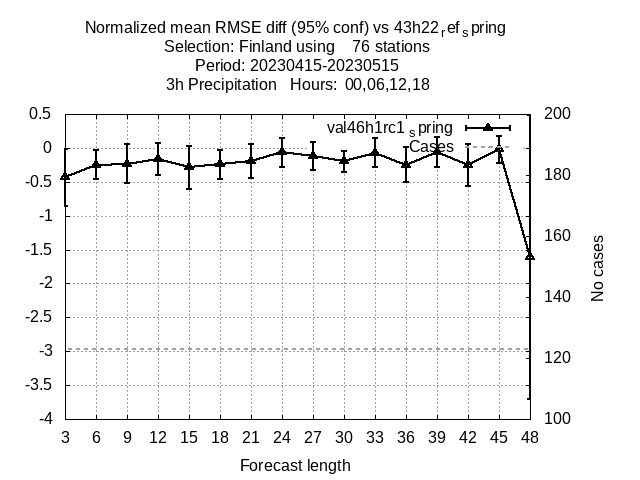 Normalized mean RMSE diff (95% conf) vs 43h22refspring
Selection: Finland using 76 stations
Period: 20230415-20230515
3h Precipitation Hours: 00,06,12,18
val46h1rc1spring
Cases
0.5
0
-0.5
-1
-1.5
-2
-2.5
-3
-3.5
-4
200
180
160
140
120
100
No cases
3 6 9 12 15 18 21 24 27 30 33 36 39 42 45 48
Forecast length